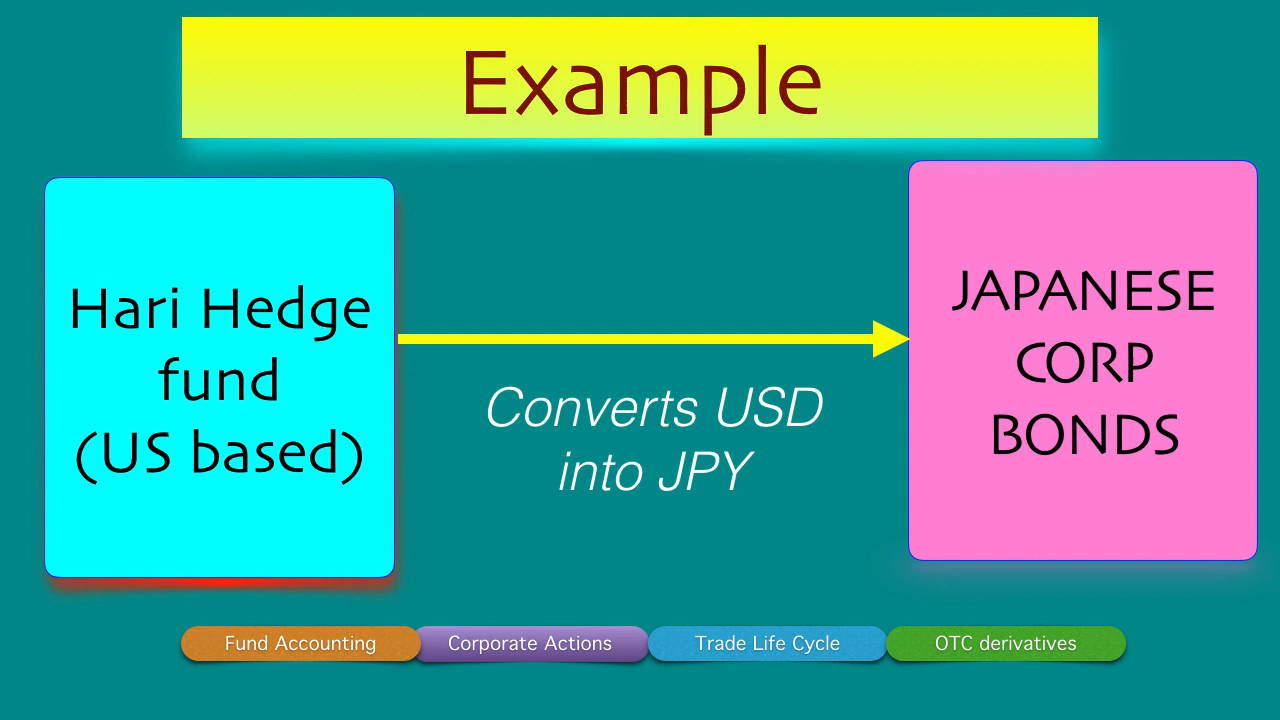 Example
Hari Hedge
fund
(US based)
Converts USD
into JPY
JAPANESE
CORP
BONDS
Fund Accounting
Corporate Actions
Trade Life Cycle
OTC derivatives